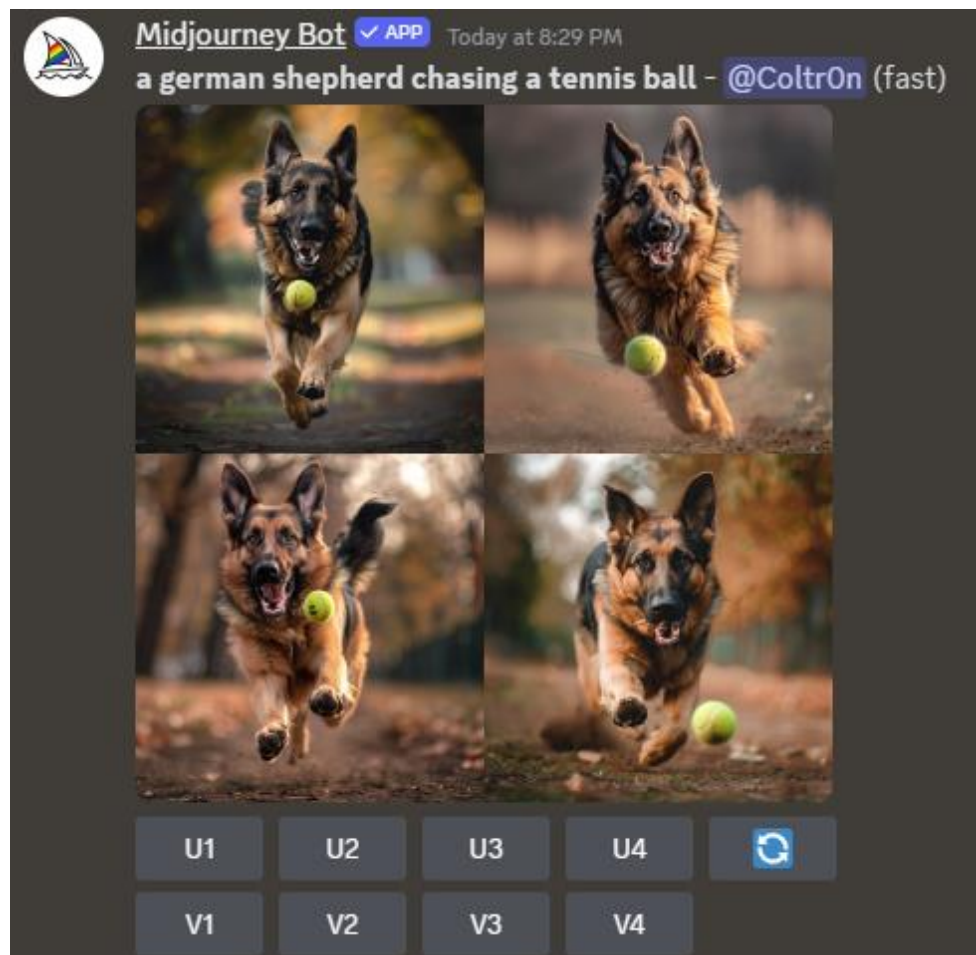 Midjourney Bot ✓ APP Today at 8:29 PM
a german shepherd chasing a tennis ball - @Coltr0n (fast)
U1 U2 U3 U4
V1 V2 V3 V4